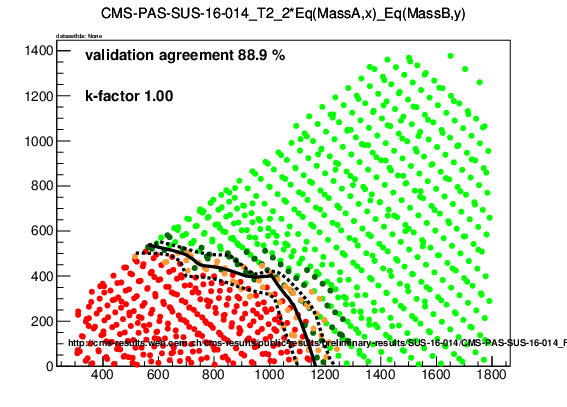 CMS-PAS-SUS-16-014_T2_2*Eq(MassA,x)_Eq(MassB,y)
datasetIds: None
validation agreement 88.9 %
k-factor 1.00
1400
1200
1000
800
600
400
200
0
http://cms-results.web.cern.ch/cms-results/public-results/preliminary-results/SUS-16-014/CMS-PAS-SUS-16-014_F
400 600 800 1000 1200 1400 1600 1800